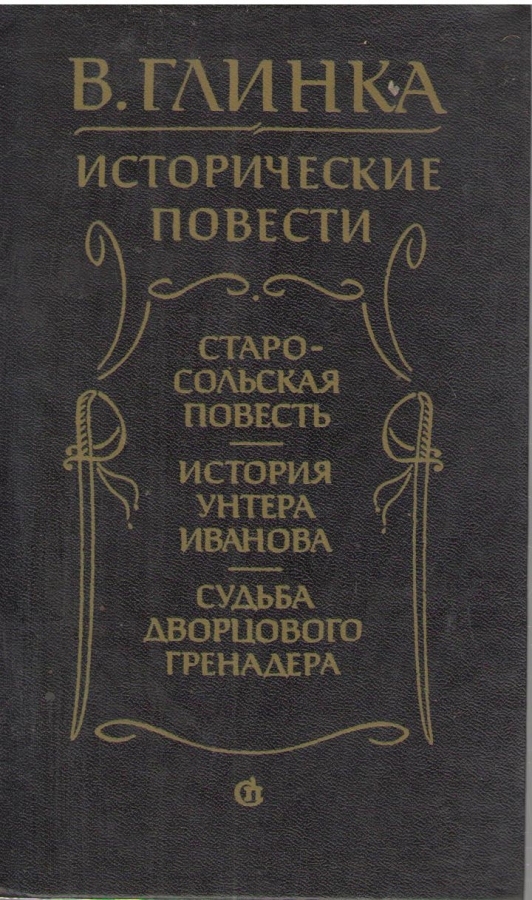 В. ГЛИНКА
ИСТОРИЧЕСКИЕ
ПОВЕСТИ
СТАРО-
СОЛЬСКАЯ
ПОВЕСТЬ
ИСТОРИЯ
УНТЕРА
ИВАНОВА
СУДЬБА
ДВОРЦОВОГО
ГРЕНАДЕРА